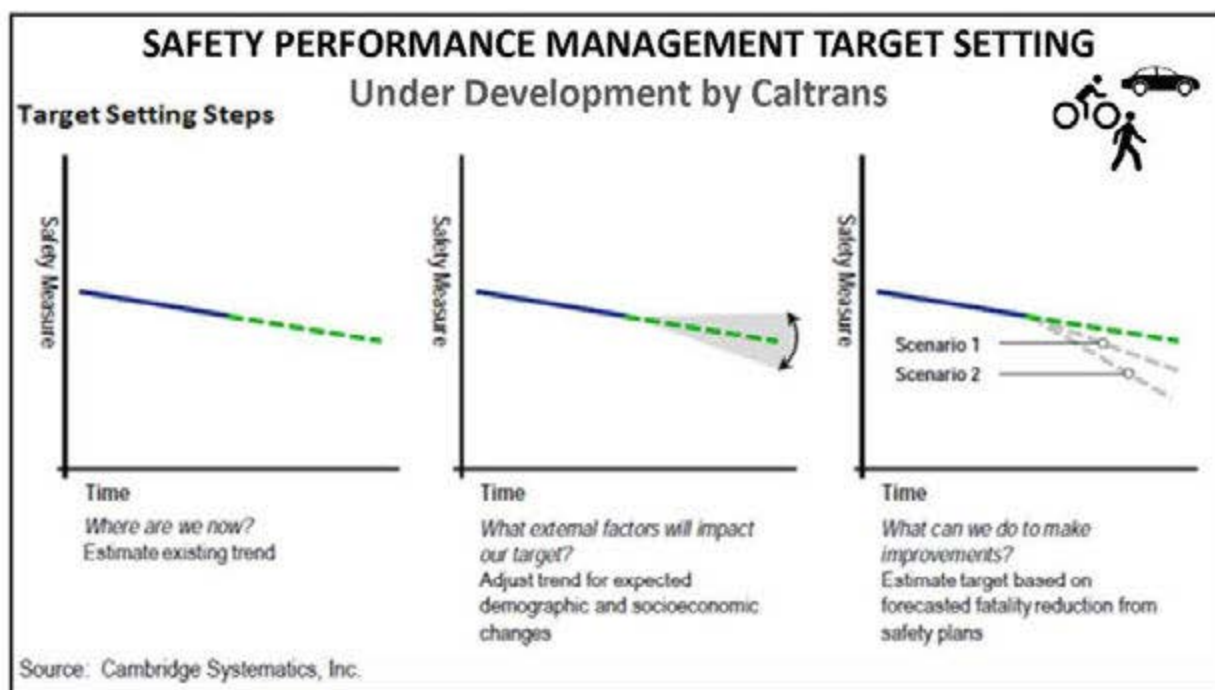 SAFETY PERFORMANCE MANAGEMENT TARGET SETTING
Under Development by Caltrans
Target Setting Steps
Safety Measure
Time
Where are we now?
Estimate existing trend
Safety Measure
Time
What external factors will impact
our target?
Adjust trend for expected
demographic and socioeconomic
changes
Safety Measure
Scenario 1
Scenario 2
Time
What can we do to make
improvements?
Estimate target based on
forecasted fatality reduction from
safety plans
Source: Cambridge Systematics, Inc.